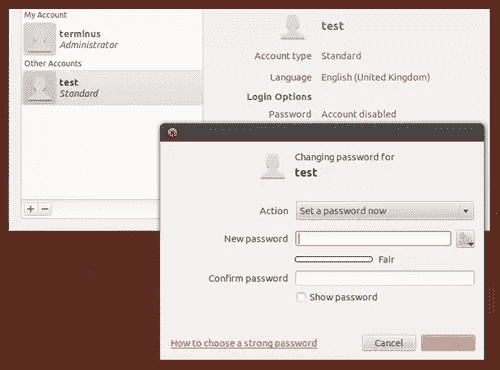 My Account
terminus
Administrator
Other Accounts
test
Standard
test
Account type Standard
Language English (United Kingdom)
Login Options
Password Account disabled
Changing password for
test
Action Set a password now
New password
Fair
Confirm password
Show password
How to choose a strong password
Cancel